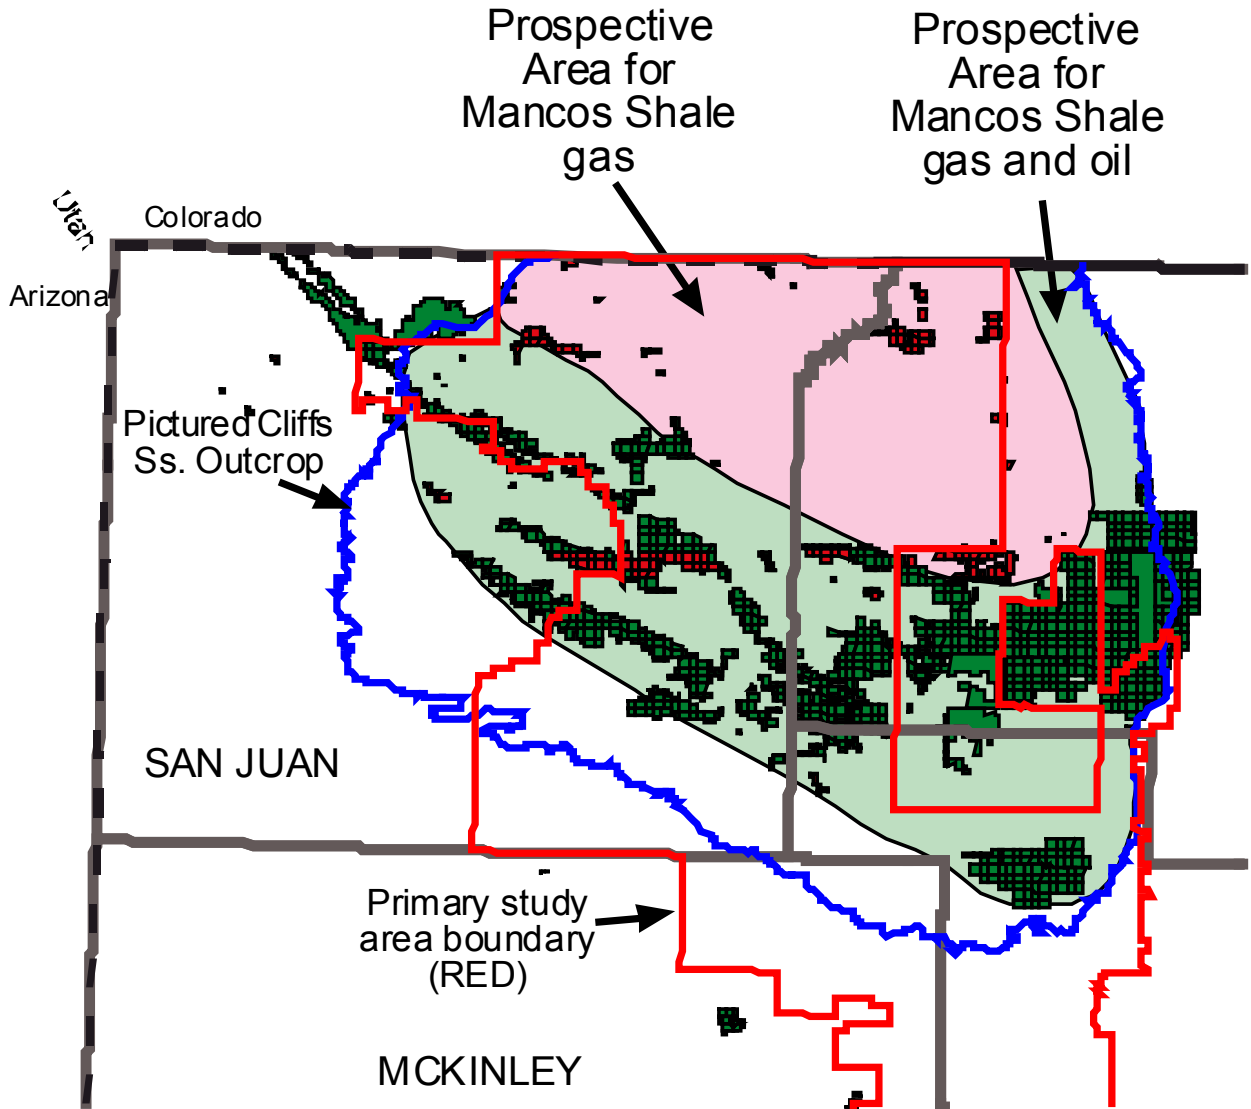 Prospective
Area for
Mancos Shale
gas
Prospective
Area for
Mancos Shale
gas and oil
Utah
Colorado
Arizona
Pictured Cliffs
Ss. Outcrop
SAN JUAN
Primary study
area boundary
(RED)
MCKINLEY